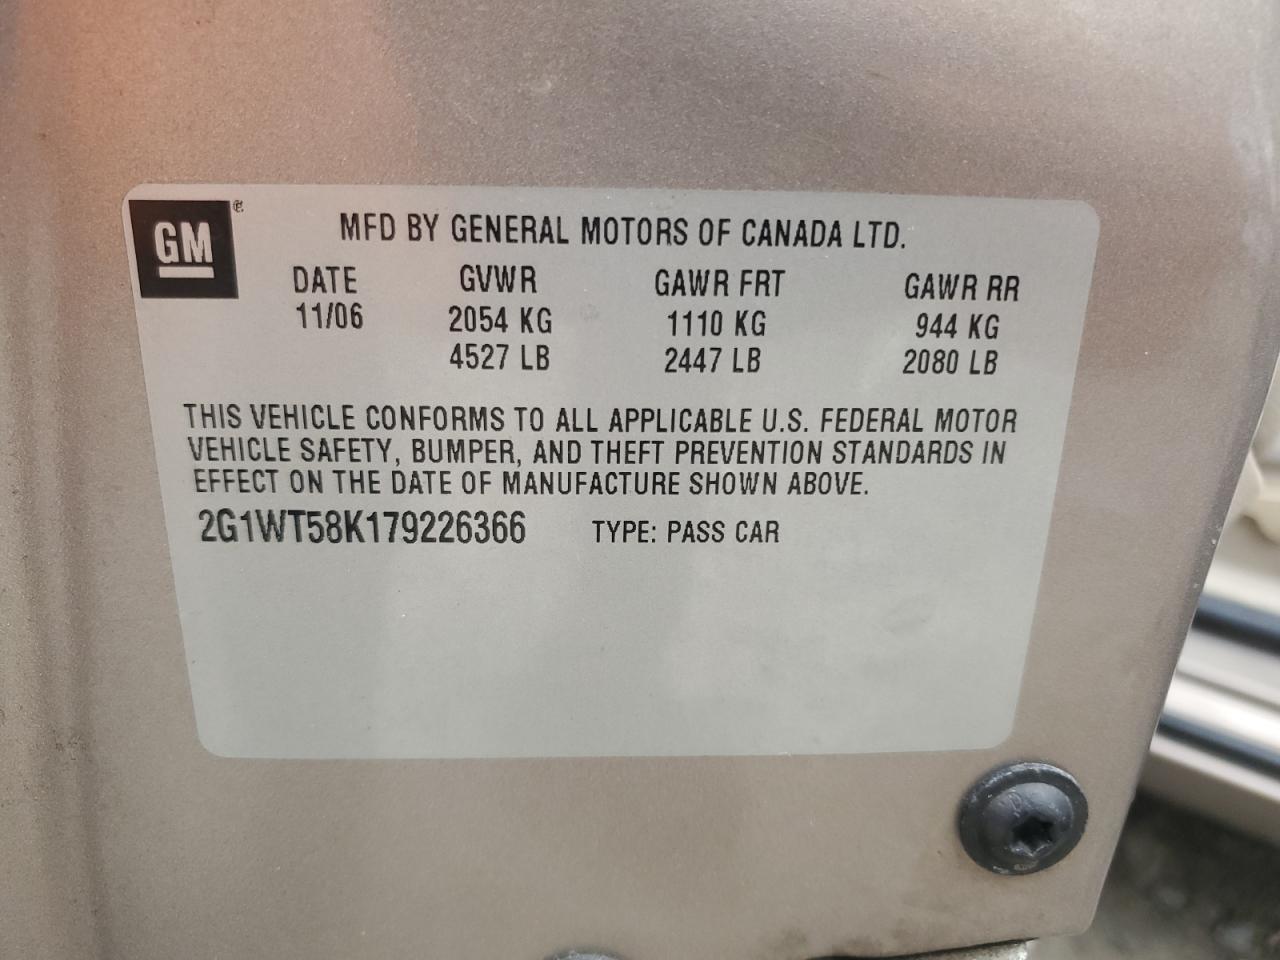 GM
MFD BY GENERAL MOTORS OF CANADA LTD.
DATE GVWR GAWR FRT GAWR RR
11/06 2054 KG 1110 KG 944 KG
4527 LB 2447 LB 2080 LB
THIS VEHICLE CONFORMS TO ALL APPLICABLE U.S. FEDERAL MOTOR
VEHICLE SAFETY, BUMPER, AND THEFT PREVENTION STANDARDS IN
EFFECT ON THE DATE OF MANUFACTURE SHOWN ABOVE.
2G1WT58K179226366 TYPE: PASS CAR